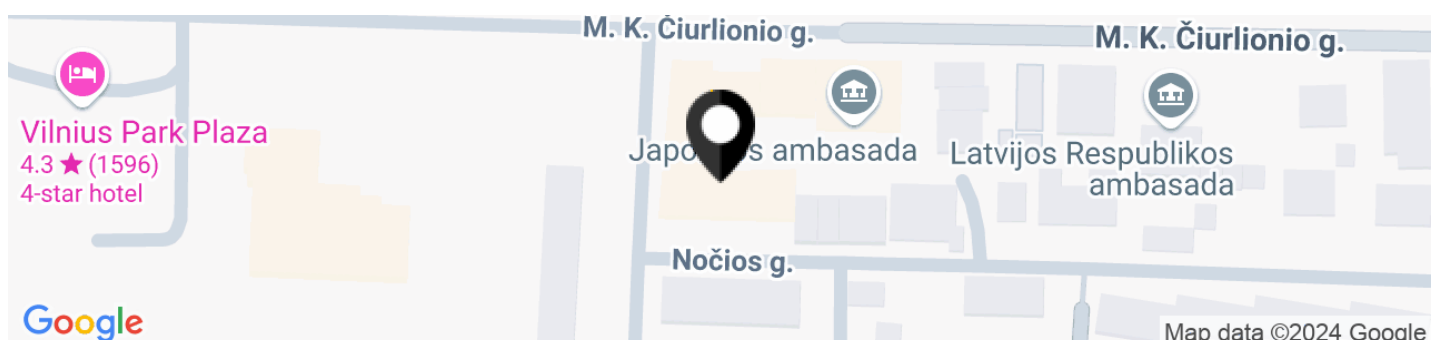 M. K. Čiurlionio g.
M. K. Čiurlionio g.
Vilnius Park Plaza
4.3 ★ (1596)
4-star hotel
ambasada
Latvijos Respublikos
ambasada
Nočios g.
Google
Map data ©2024 Google